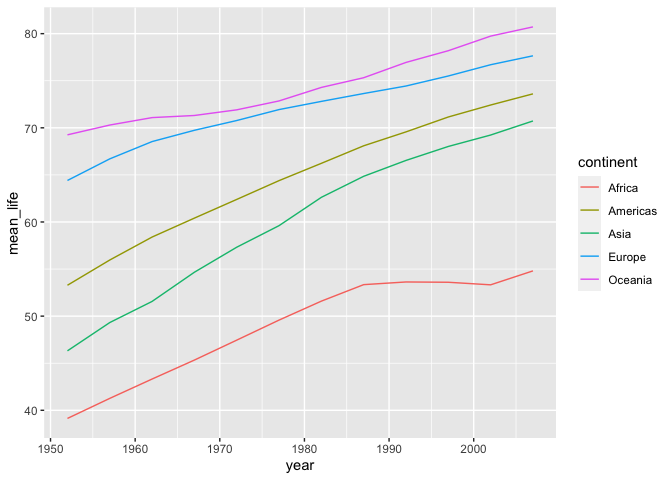 80
70
60
50
40
mean_life
1950
1960
1970
1980
1990
2000
year
continent
Africa
Americas
Asia
Europe
Oceania